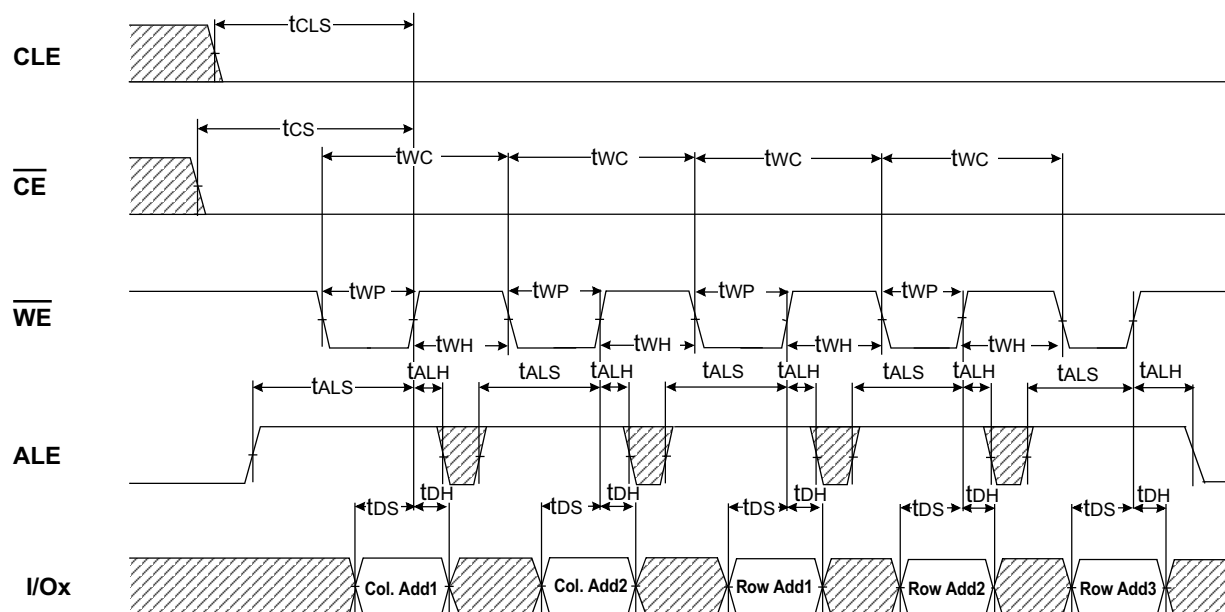 CLE
tCLS
tCS
CE
tWC tWC tWC tWC
WE
tWP tWP tWP tWP
tWH tWH tWH tWH
tALS tALH tALS tALH tALS tALH tALS tALH tALS tALH
ALE
tDS tDH tDS tDH tDS tDH tDS tDH tDS tDH
I/Ox
Col. Add1 Col. Add2 Row Add1 Row Add2 Row Add3